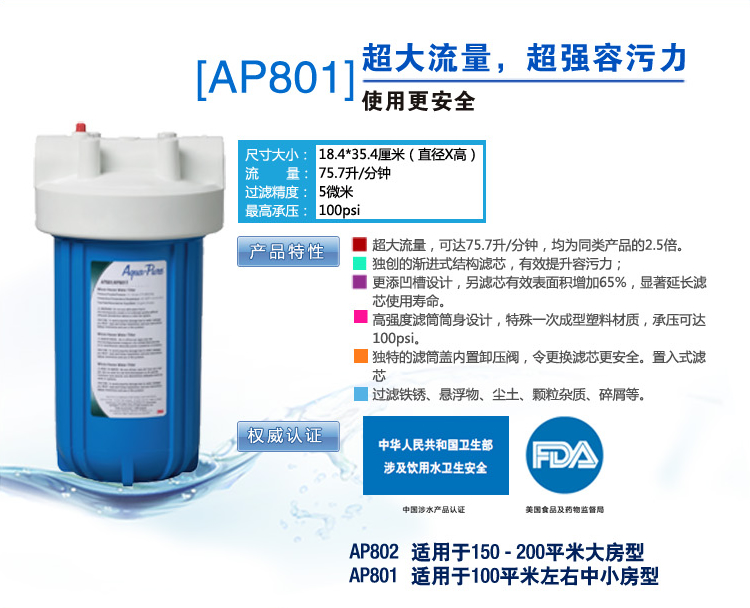 [AP801]
超大流量，超强容污力
使用更安全
尺寸大小： 18.4*35.4厘米（直径X高）
流　　量： 75.7升/分钟
过滤精度： 5微米
最高承压： 100psi
Aqua-Pure
AP801/AP801T
产品特性
超大流量，可达75.7升/分钟，均为同类产品的2.5倍。
独创的渐进式结构滤芯，有效提升容污力；
更添凹槽设计，另滤芯有效表面积增加65%，显著延长滤
芯使用寿命。
高强度滤筒筒身设计，特殊一次成型塑料材质，承压可达
100psi。
独特的滤筒盖内置卸压阀，令更换滤芯更安全。置入式滤
芯
过滤铁锈、悬浮物、尘土、颗粒杂质、碎屑等。
权威认证
中华人民共和国卫生部
涉及饮用水卫生安全
FDA
中国涉水产品认证
美国食品及药物监督局
AP802 适用于150 - 200平米大房型
AP801 适用于100平米左右中小房型